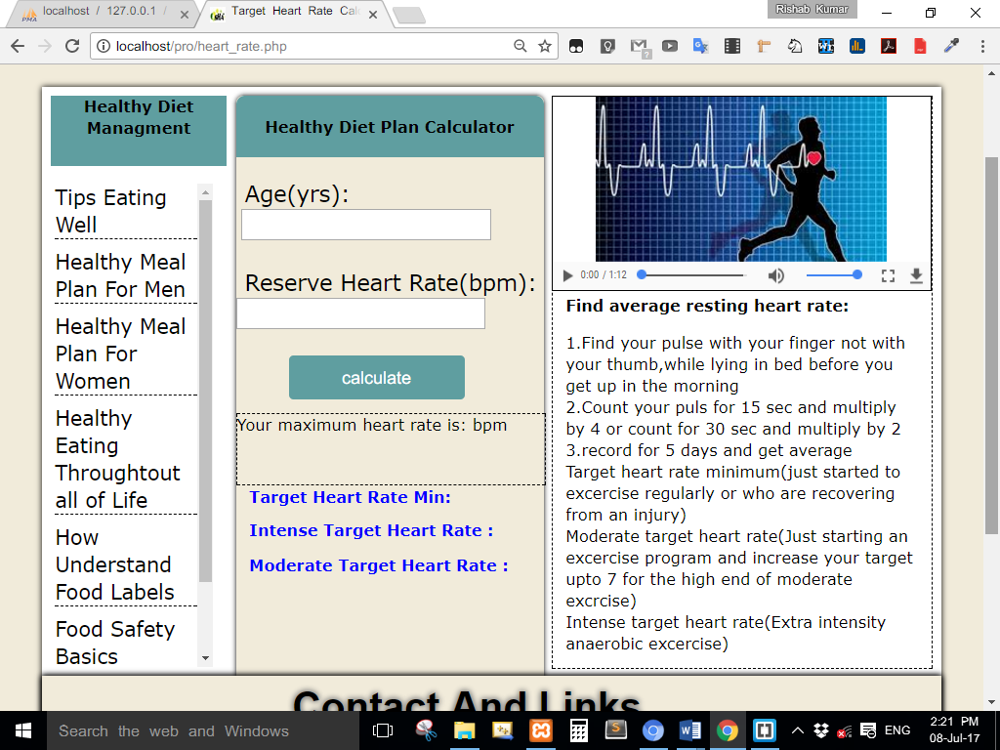 localhost / 127.0.0.1 /
Target Heart Rate Cal
Rishab Kumar
localhost/pro/heart_rate.php
Healthy Diet
Managment
Tips Eating
Well
Healthy Meal
Plan For Men
Healthy Meal
Plan For
Women
Healthy
Eating
Throughtout
all of Life
How
Understand
Food Labels
Food Safety
Basics
Healthy Diet Plan Calculator
Age(yrs):
Reserve Heart Rate(bpm):
calculate
Your maximum heart rate is: bpm
Target Heart Rate Min:
Intense Target Heart Rate :
Moderate Target Heart Rate :
0:00 / 1:12
Find average resting heart rate:
1.Find your pulse with your finger not with
your thumb,while lying in bed before you
get up in the morning
2.Count your puls for 15 sec and multiply
by 4 or count for 30 sec and multiply by 2
3.record for 5 days and get average
Target heart rate minimum(just started to
excercise regularly or who are recovering
from an injury)
Moderate target heart rate(Just starting an
excercise program and increase your target
upto 7 for the high end of moderate
excrcise)
Intense target heart rate(Extra intensity
anaerobic excercise)
Contact And Links
Search the web and Windows
ENG
2:21 PM
08-Jul-17